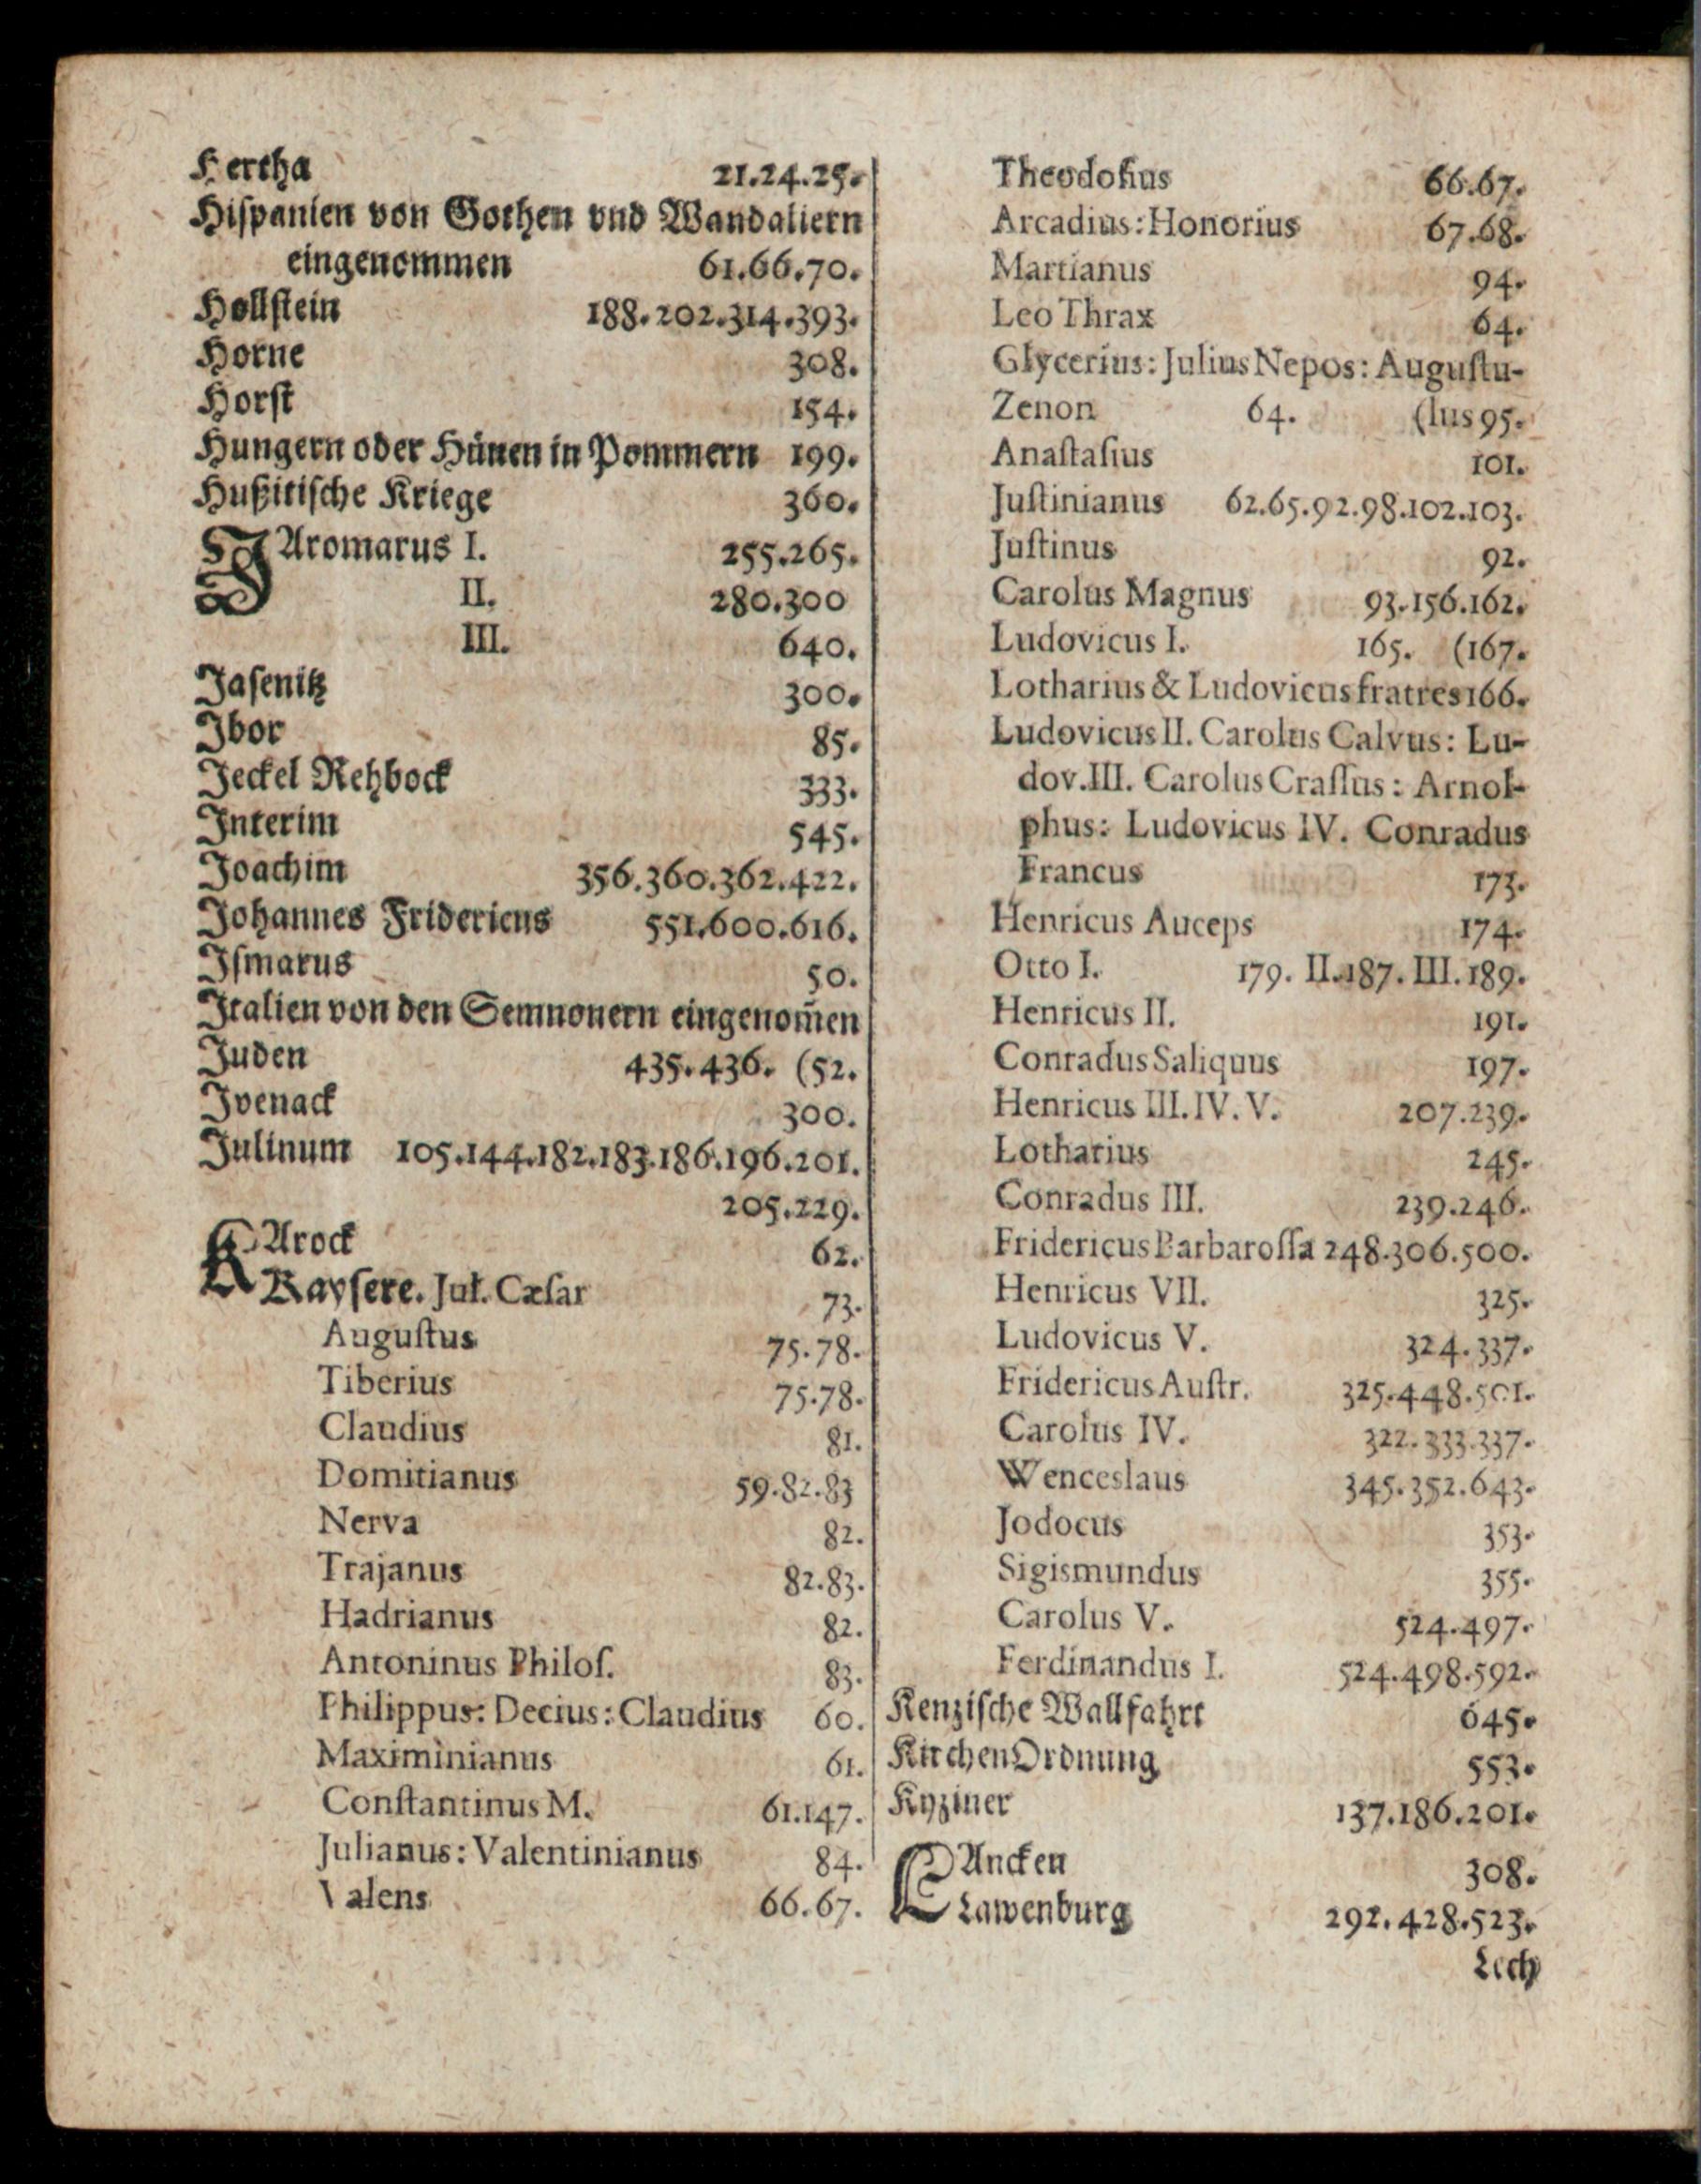 Hertha 21.24.25.
Hiſpanien von Gothen vnd Wandaliern
eingenommen 61.66.70.
Hollſtein 188.202.314.393.
Horne 308.
Horſt 154.
Hungern oder Hünen in Pommern 199.
Hußitiſche Kriege 360.
JAromarus I. 255.265.
II. 280.300
III. 640.
Jaſenitz 300.
Jbor 85.
Jeckel Rehbock 333.
Interim 545.
Joachim 356.360.362.422.
Johannes Fridericus 551.600.616.
Iſmarus 50.
Italien von den Semnonern eingenom̃en
Juden 435.436. (52.
Jvenack 300.
Julinum 105.144.182.183.186.196.201.
205.229.
KArock 62.
Kayſere. Jul. Cæſar 73.
Auguſtus 75.78.
Tiberius 75.78.
Claudius 81.
Domitianus 59.82.83
Nerva 82.
Trajanus 82.83.
Hadrianus 82.
Antoninus Philoſ. 83.
Philippus: Decius: Claudius 60.
Maximinianus 61.
Conſtantinus M. 61.147.
Julianus: Valentinianus 84.
Valens 66.67.
Theodoſius 66.67.
Arcadius: Honorius 67.68.
Martianus 94.
Leo Thrax 64.
Glycerius: Julius Nepos: Auguſtu-
Zenon 64. (lus 95.
Anaſtaſius 101.
Juſtinianus 62.65.92.98.102.103.
Juſtinus 92.
Carolus Magnus 93.156.162.
Ludovicus I. 165. (167.
Lotharius & Ludovicus fratres 166.
Ludovicus II. Carolus Calvus: Lu-
dov. III. Carolus Craſſus: Arnol-
phus: Ludovicus IV. Conradus
Francus 173.
Henricus Auceps 174.
Otto I. 179. II. 187. III. 189.
Henricus II. 191.
Conradus Saliquus 197.
Henricus III. IV. V. 207.239.
Lotharius 245.
Conradus III. 239.246.
Fridericus Barbaroſſa 248.306.500.
Henricus VII. 325.
Ludovicus V. 324.337.
Fridericus Auſtr. 325.448.501.
Carolus IV. 322.333.337.
Wenceslaus 345.352.643.
Jodocus 353.
Sigismundus 355.
Carolus V. 524.497.
Ferdinandus I. 524.498.592.
Kenziſche Wallfahrt 645.
KirchenOrdnung 553.
Kyziner 137.186.201.
LAncken 308.
Lawenburg 292.428.523.
Lech